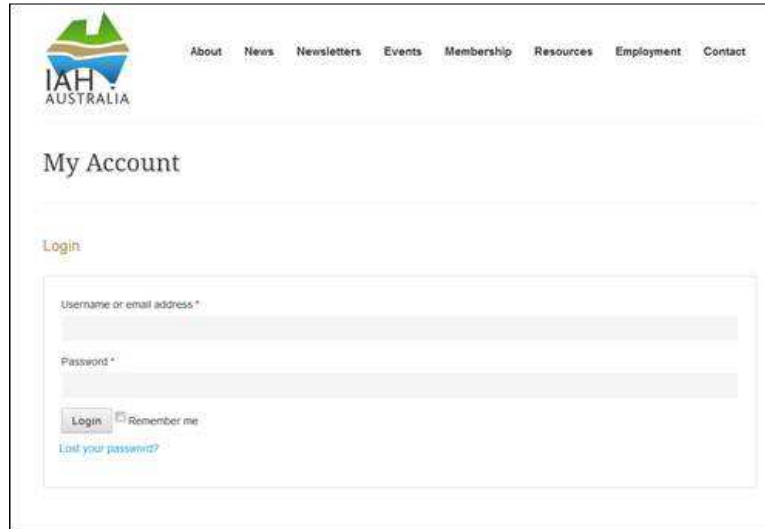 IAH
AUSTRALIA
About News Newsletters Events Membership Resources Employment Contact
My Account
Login
Username or email address *
Password *
Login Remember me
Lost your password?